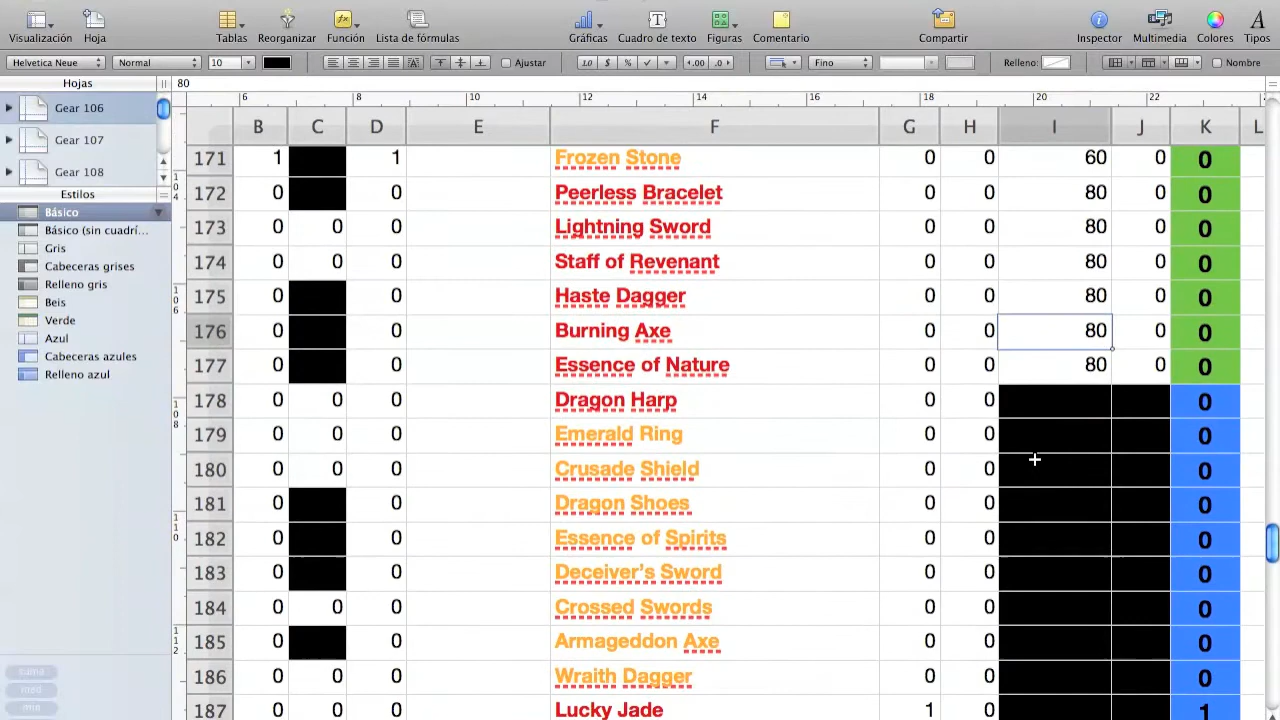 Visualización Hoja Tablas Reorganizar Función Lista de fórmulas Gráficas Cuadro de texto Figuras Comentario Compartir Inspector Multimedia Colores Tipos
Helvetica Neue Normal 10 Ajustar Fino Relleno: Nombre
Hojas 80
6 8 10 12 14 16 18 20 22
Gear 106
Gear 107
Gear 108
Estilos
Básico
Básico (sin cuadrí...
Gris
Cabeceras grises
Relleno gris
Beis
Verde
Azul
Cabeceras azules
Relleno azul
suma
B C D E F G H I J K L
171 1 1 Frozen Stone 0 0 60 0 0
172 0 0 Peerless Bracelet 0 0 80 0 0
173 0 0 0 Lightning Sword 0 0 80 0 0
174 0 0 0 Staff of Revenant 0 0 80 0 0
175 0 0 Haste Dagger 0 0 80 0 0
176 0 0 Burning Axe 0 0 80 0 0
177 0 0 Essence of Nature 0 0 80 0 0
178 0 0 0 Dragon Harp 0 0 0
179 0 0 0 Emerald Ring 0 0 0
180 0 0 0 Crusade Shield 0 0 0
181 0 0 Dragon Shoes 0 0 0
182 0 0 Essence of Spirits 0 0 0
183 0 0 Deceiver's Sword 0 0 0
184 0 0 0 Crossed Swords 0 0 0
185 0 0 Armageddon Axe 0 0 0
186 0 0 0 Wraith Dagger 0 0 0
187 0 0 0 Lucky Jade 1 0 1